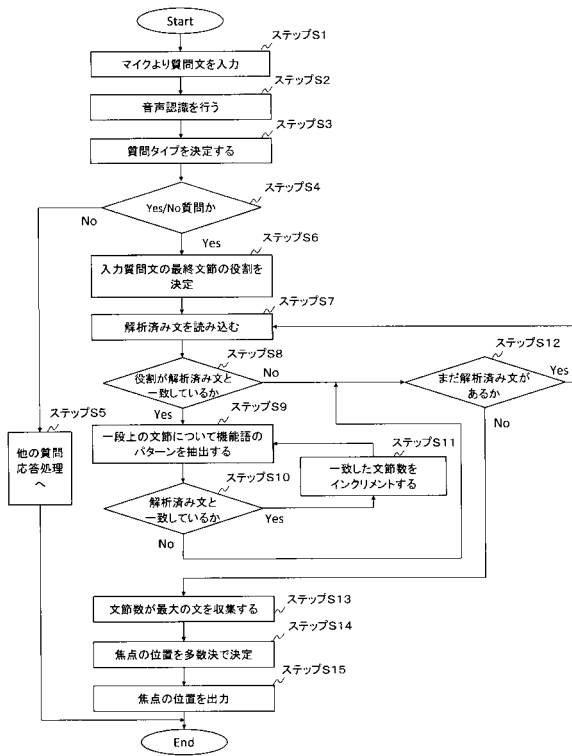 Start
ステップS1
マイクより質問文を入力
ステップS2
音声認識を行う
ステップS3
質問タイプを決定する
ステップS4
Yes/No質問か
No
Yes
ステップS6
入力質問文の最終文節の役割を
決定
ステップS7
解析済み文を読み込む
ステップS8
役割が解析済み文と
一致しているか
No
Yes
ステップS12
まだ解析済み文が
あるか
Yes
No
ステップS5
他の質問
応答処理
へ
ステップS9
一段上の文節について機能語の
パターンを抽出する
ステップS11
一致した文節数を
インクリメントする
ステップS10
解析済み文と
一致しているか
Yes
No
ステップS13
文節数が最大の文を収集する
ステップS14
焦点の位置を多数決で決定
ステップS15
焦点の位置を出力
End